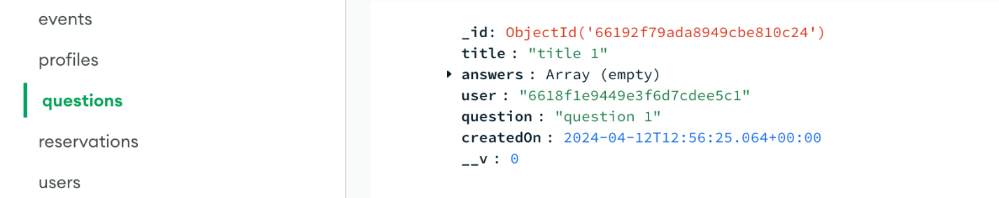 events
profiles
questions
reservations
users
_id: ObjectId('66192f79ada8949cbe810c24')
title : "title 1"
answers : Array (empty)
user : "6618f1e9449e3f6d7cdee5c1"
question : "question 1"
createdOn : 2024-04-12T12:56:25.064+00:00
__v : 0